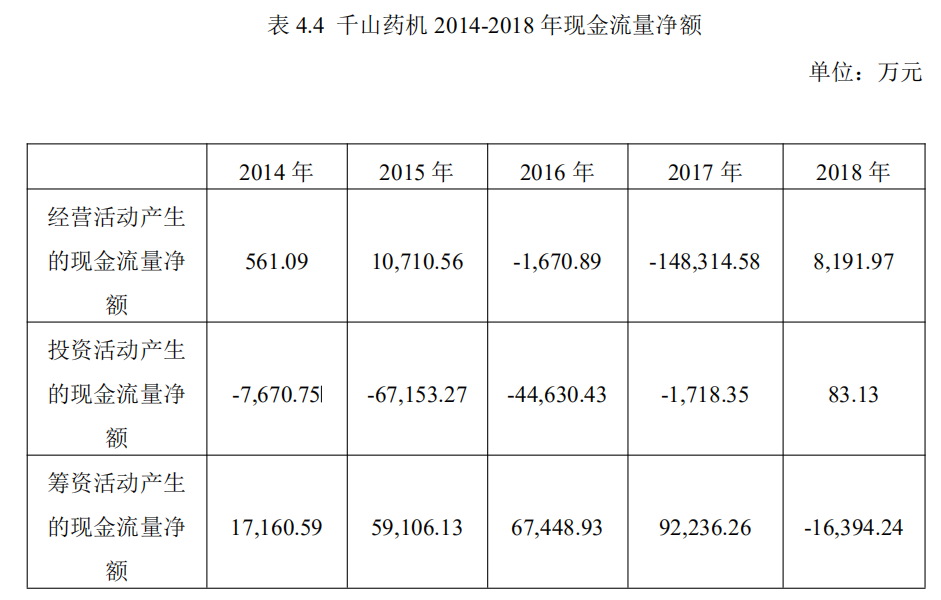 表 4.4 千山药机 2014-2018 年现金流量净额
单位：万元
2014 年 2015 年 2016 年 2017 年 2018 年
经营活动产生
的现金流量净 561.09 10,710.56 -1,670.89 -148,314.58 8,191.97
额
投资活动产生
的现金流量净 -7,670.75 -67,153.27 -44,630.43 -1,718.35 83.13
额
筹资活动产生
的现金流量净 17,160.59 59,106.13 67,448.93 92,236.26 -16,394.24
额